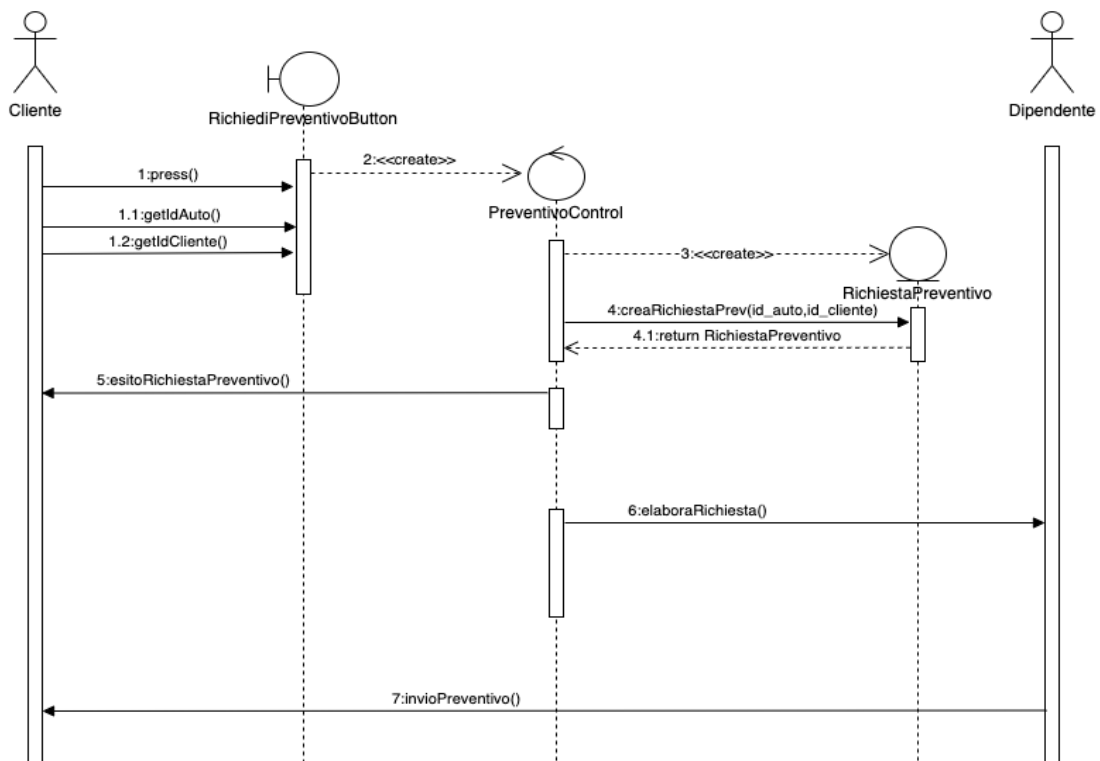 Cliente
Dipendente
RichiediPreventivoButton
2:<<create>>
1:press()
1.1:getIdAuto()
PreventivoControl
1.2:getIdCliente()
3:<<create>>
RichiestaPreventivo
4:creaRichiestaPrev(id_auto,id_cliente)
4.1:return RichiestaPreventivo
5:esitoRichiestaPreventivo()
6:elaboraRichiesta()
7:invioPreventivo()